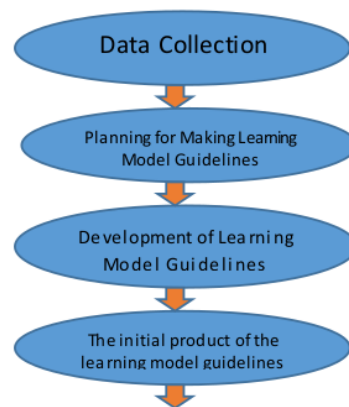 Data Collection
Planning for Making Learning
Model Guidelines
Development of Learning
Model Guidelines
The initial product of the
learning model guidelines